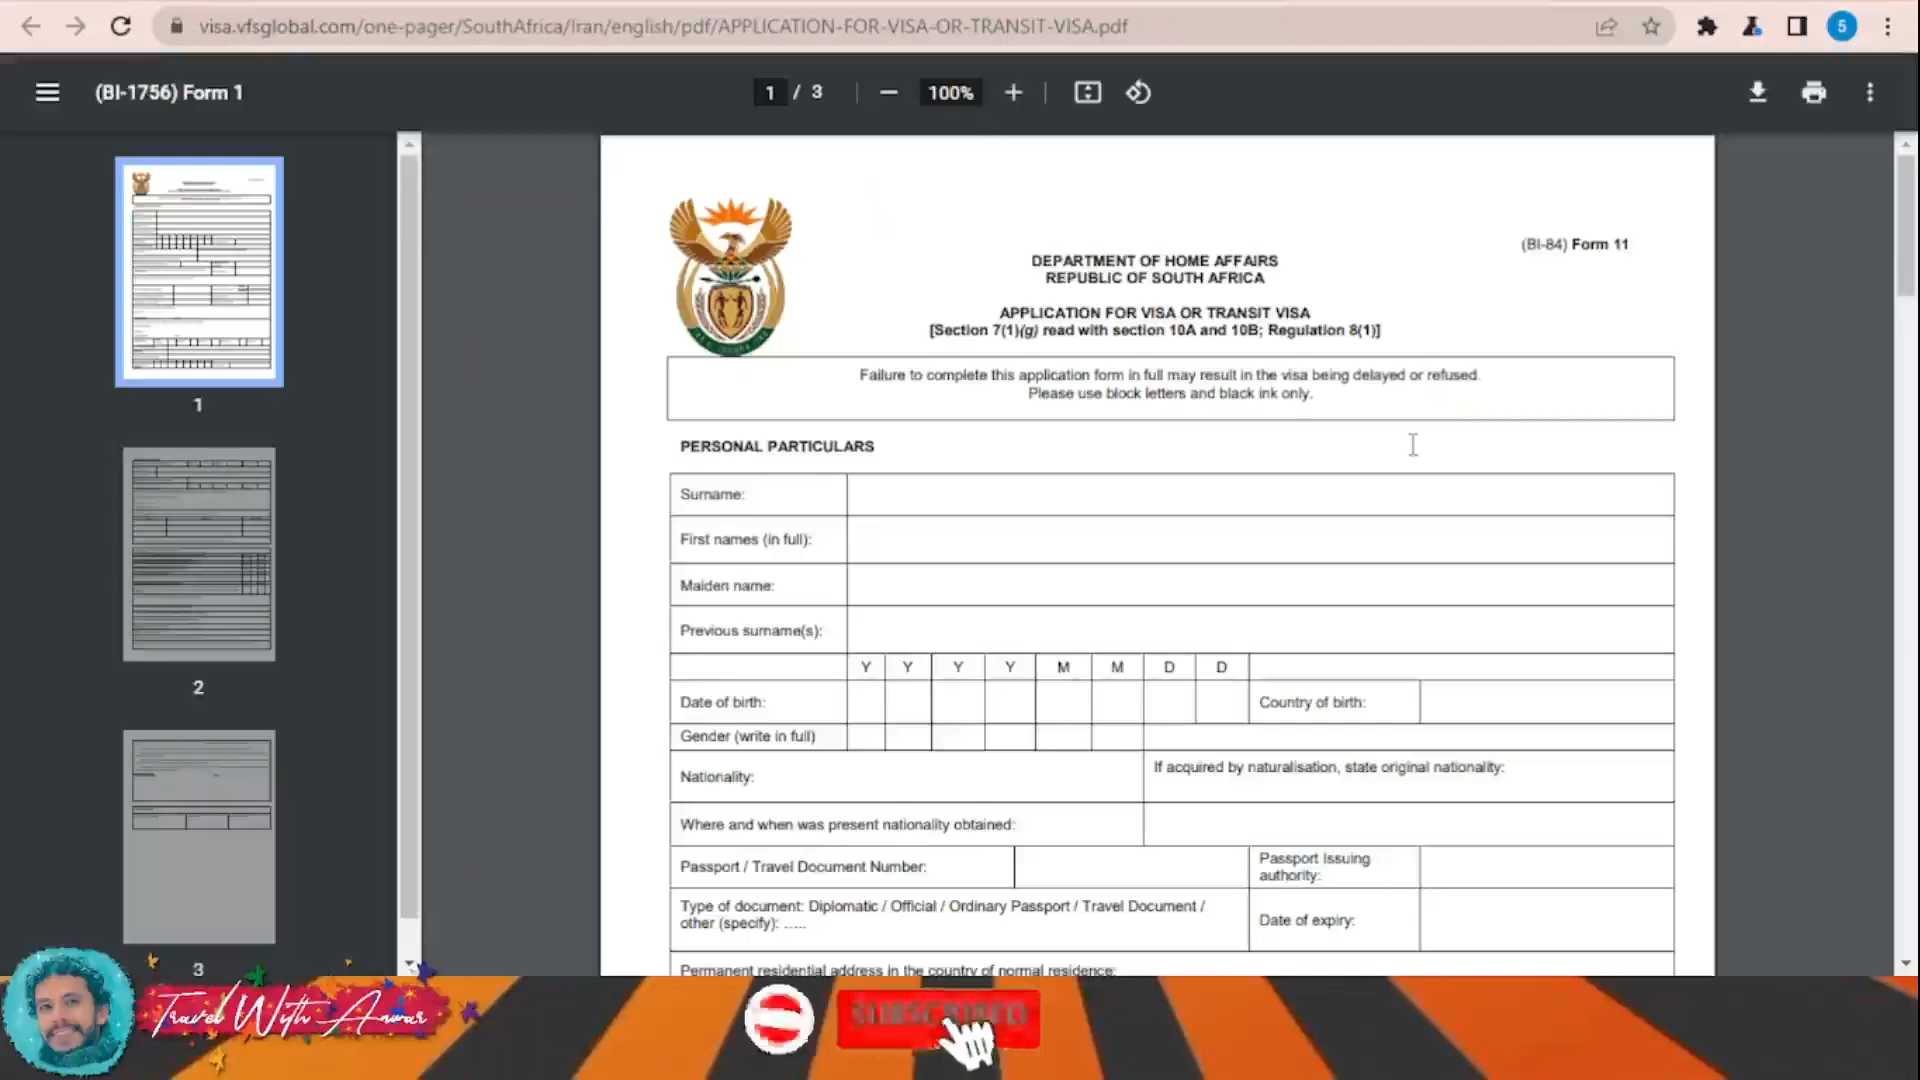 visa.vfsglobal.com/one-pager/SouthAfrica/Iran/english/pdf/APPLICATION-FOR-VISA-OR-TRANSIT-VISA.pdf
5
(BI-1756) Form 1
1 / 3
100%
1
2
3
(BI-84) Form 11
DEPARTMENT OF HOME AFFAIRS
REPUBLIC OF SOUTH AFRICA
APPLICATION FOR VISA OR TRANSIT VISA
[Section 7(1)(g) read with section 10A and 10B; Regulation 8(1)]
Failure to complete this application form in full may result in the visa being delayed or refused.
Please use block letters and black ink only.
PERSONAL PARTICULARS
Surname:
First names (in full):
Maiden name:
Previous surname(s):
Y Y Y Y M M D D
Date of birth:
Country of birth:
Gender (write in full)
Nationality:
If acquired by naturalisation, state original nationality:
Where and when was present nationality obtained:
Passport / Travel Document Number:
Passport Issuing
authority:
Type of document: Diplomatic / Official / Ordinary Passport / Travel Document /
other (specify): .....
Date of expiry:
Permanent residential address in the country of normal residence:
Travel With Anwar
SUBSCRIBED